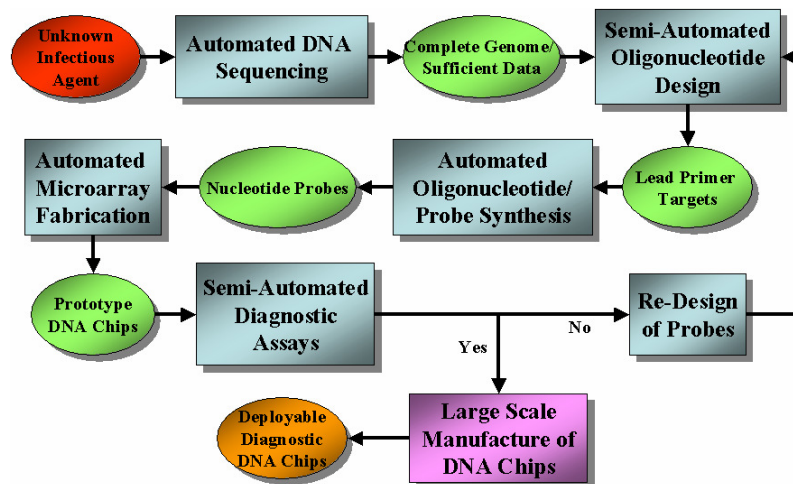 Unknown
Infectious
Agent
Automated DNA
Sequencing
Complete Genome/
Sufficient Data
Semi-Automated
Oligonucleotide
Design
Automated
Microarray
Fabrication
Nucleotide Probes
Automated
Oligonucleotide/
Probe Synthesis
Lead Primer
Targets
Prototype
DNA Chips
Semi-Automated
Diagnostic
Assays
Yes
No
Re-Design
of Probes
Deployable
Diagnostic
DNA Chips
Large Scale
Manufacture of
DNA Chips